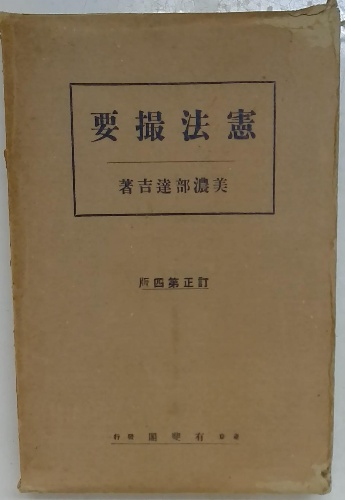 憲法撮要
美濃部達吉著
訂正第四版
有斐閣